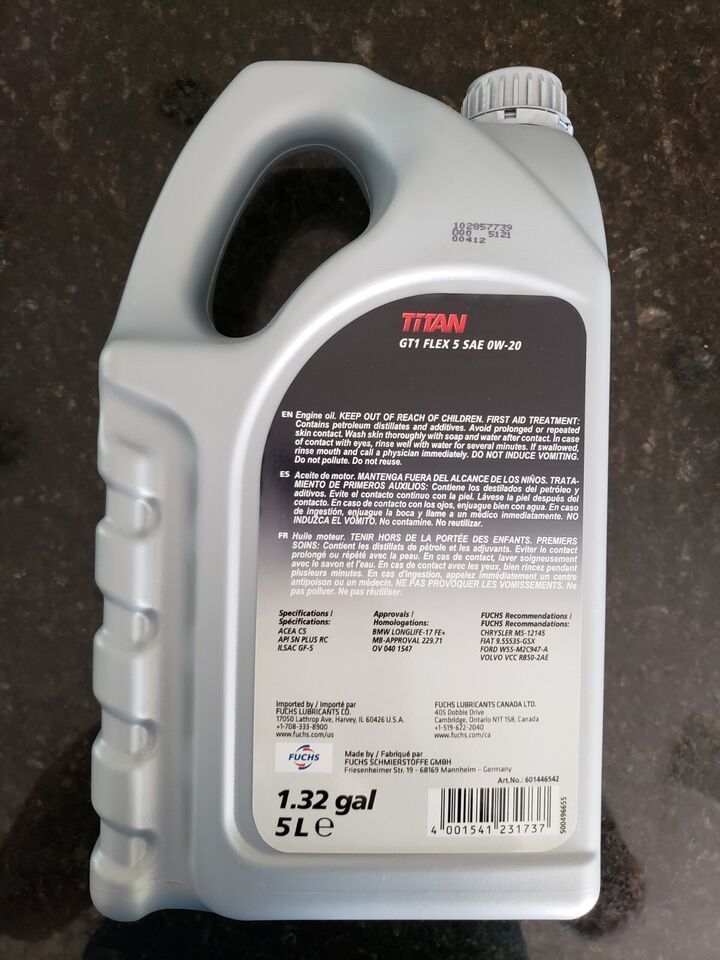 102857739
D00 5121
00412
TiTAN
GT1 FLEX 5 SAE 0W-20
EN Engine oil. KEEP OUT OF REACH OF CHILDREN. FIRST AID TREATMENT:
Contains petroleum distillates and additives. Avoid prolonged or repeated
skin contact. Wash skin thoroughly with soap and water after contact. In case
of contact with eyes, rinse well with water for several minutes. If swallowed,
rinse mouth and call a physician immediately. DO NOT INDUCE VOMITING.
Do not pollute. Do not reuse.
ES Aceite de motor. MANTENGA FUERA DEL ALCANCE DE LOS NIÑOS. TRATA-
MIENTO DE PRIMEROS AUXILIOS: Contiene los destilados del petróleo y
aditivos. Evite el contacto continuo con la piel. Lávese la piel después del
contacto. En caso de contacto con los ojos, enjuague bien con agua. En caso
de ingestión, enjuague la boca y llame a un médico inmediatamente. NO
INDUZCA EL VÓMITO. No contamine. No reutilizar.
FR Huile moteur. TENIR HORS DE LA PORTÉE DES ENFANTS. PREMIERS
SOINS: Contient les distillats de pétrole et les adjuvants. Eviter le contact
prolongé ou répété avec la peau. En cas de contact, laver soigneusement
avec le savon et l'eau. En cas de contact avec les yeux, bien rincez pendant
plusieurs minutes. En cas d'ingestion, appelez immédiatement un centre
antipoison ou un médecin. NE PAS PROVOQUER LES VOMISSEMENTS. Ne
pas polluer. Ne pas réutiliser.
Specifications /
Spécifications:
ACEA C5
API SN PLUS RC
ILSAC GF-5
Approvals /
Homologations:
BMW LONGLIFE-17 FE+
MB-APPROVAL 229.71
OV 040 1547
FUCHS Recommendations /
FUCHS Recommandations:
CHRYSLER MS-12145
FIAT 9.55535-GSX
FORD WSS-M2C947-A
VOLVO VCC RBS0-2AE
Imported by / Importé par
FUCHS LUBRICANTS CO.
17050 Lathrop Ave, Harvey, IL 60426 U.S.A.
+1-708-333-8900
www.fuchs.com/us
FUCHS LUBRICANTS CANADA LTD.
405 Dobbie Drive
Cambridge, Ontario N1T 1S8, Canada
+1-519-622-2040
www.fuchs.com/ca
FUCHS
Made by / Fabriqué par
FUCHS SCHMIERSTOFFE GMBH
Friesenheimer Str. 19 - 68169 Mannheim - Germany
Art.No.: 601446542
1.32 gal
5 L e
4 001541 231737
S00496655